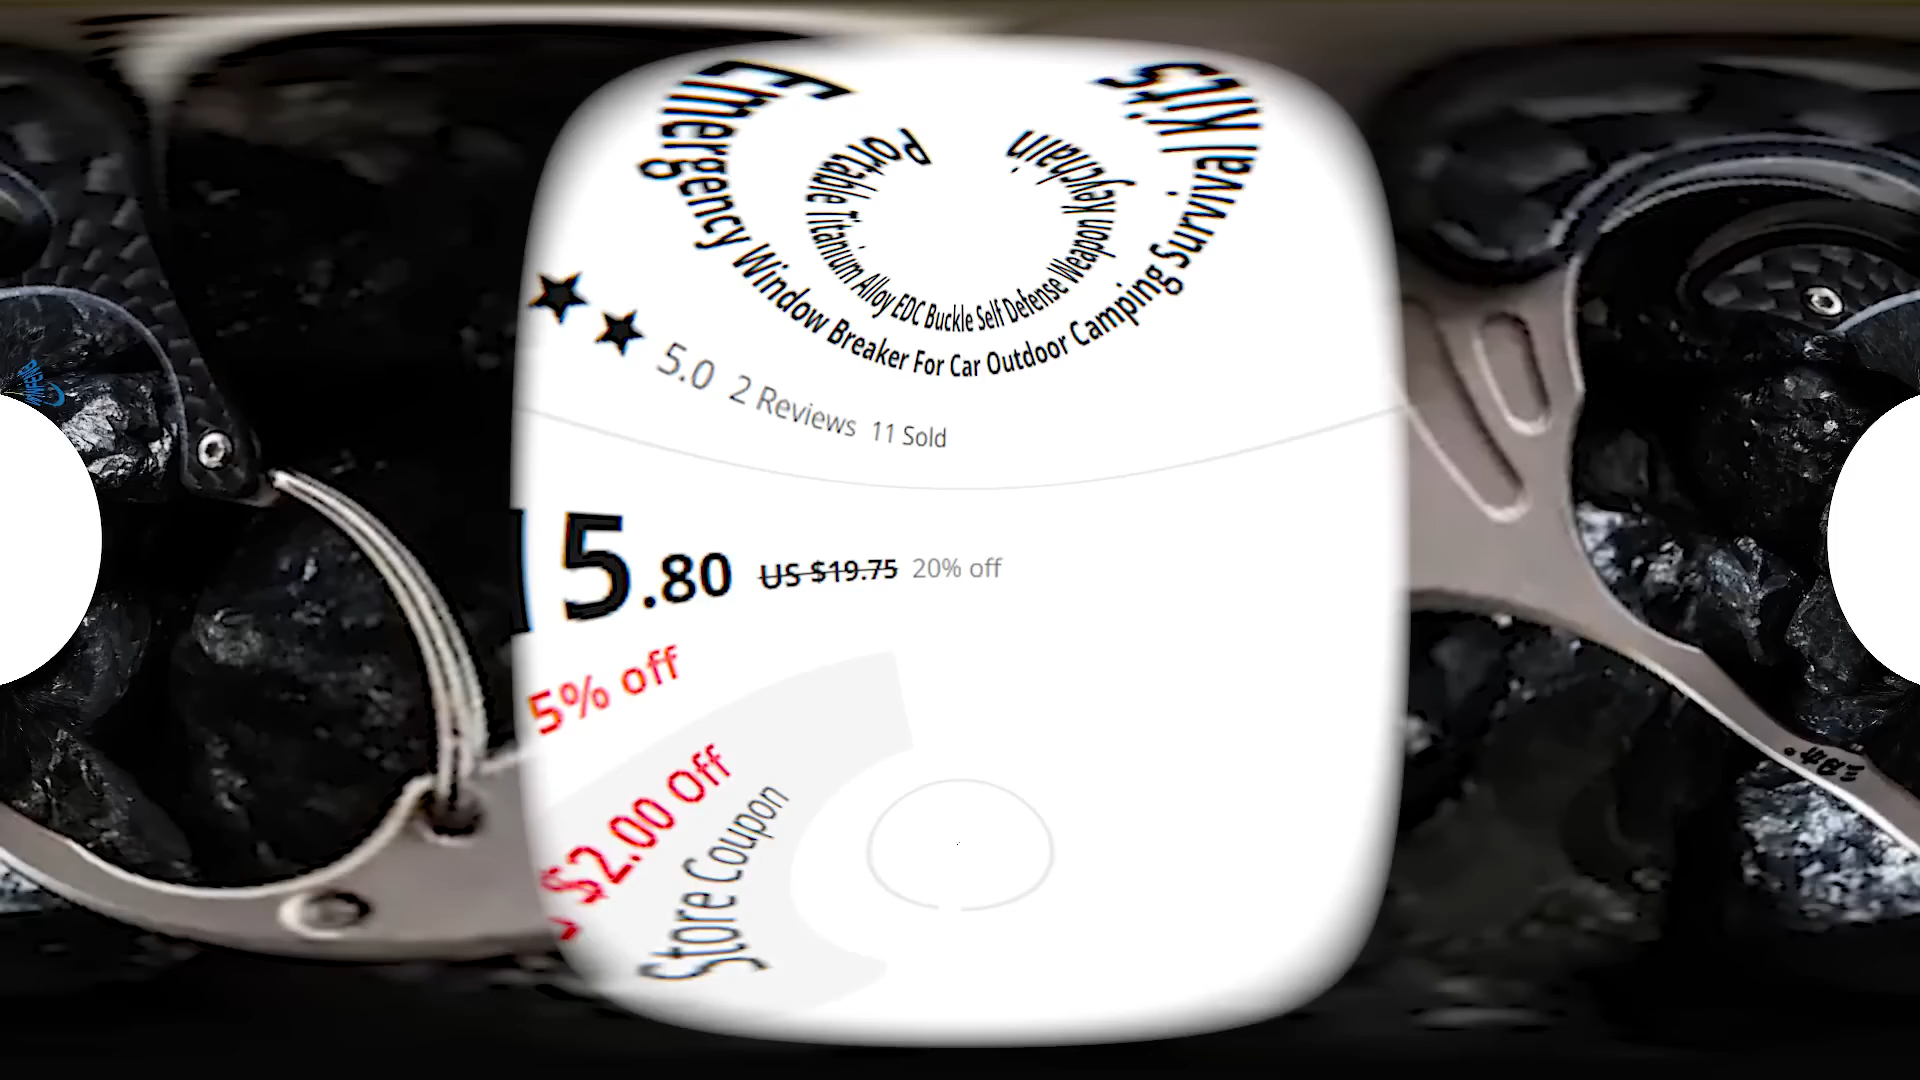 Portable Titanium Alloy EDC Buckle Self Defense Weapon Keychain
Emergency Window Breaker For Car Outdoor Camping Survival Kits
5.0 2 Reviews 11 Sold
15.80 US $19.75 20% off
5% off
$2.00 Off
Store Coupon